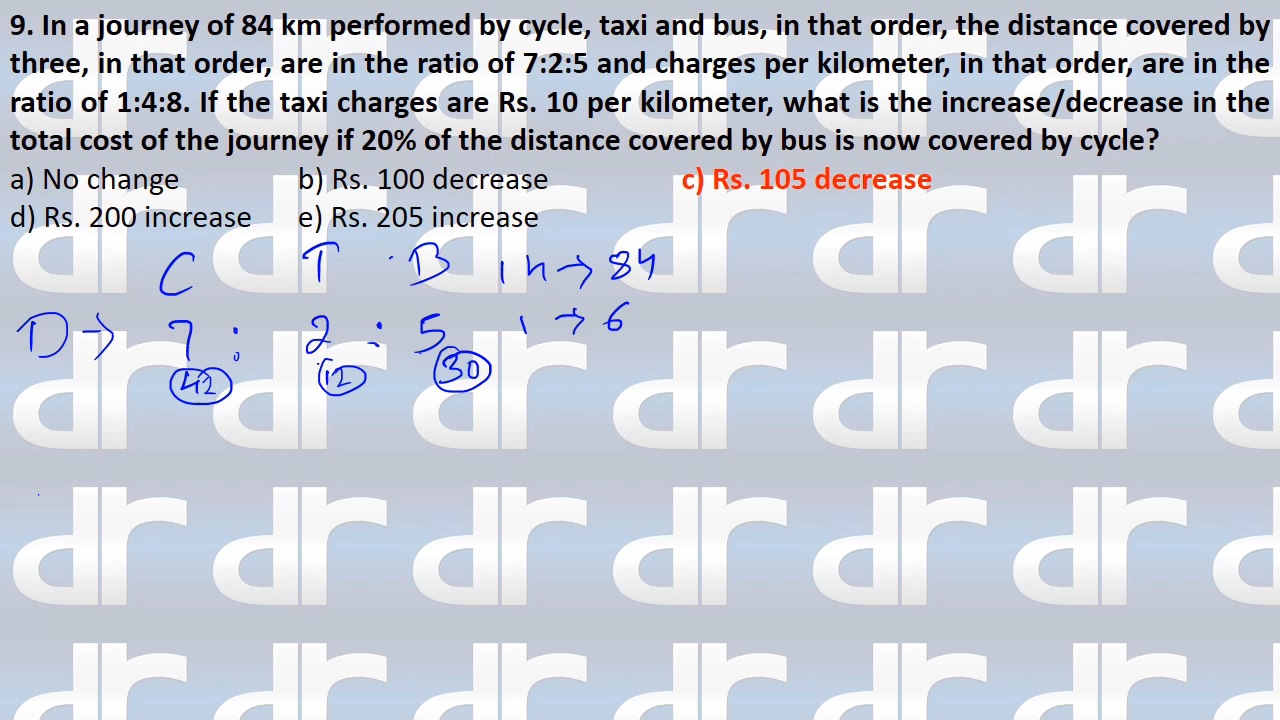 9. In a journey of 84 km performed by cycle, taxi and bus, in that order, the distance covered by
three, in that order, are in the ratio of 7:2:5 and charges per kilometer, in that order, are in the
ratio of 1:4:8. If the taxi charges are Rs. 10 per kilometer, what is the increase/decrease in the
total cost of the journey if 20% of the distance covered by bus is now covered by cycle?
a) No change b) Rs. 100 decrease c) Rs. 105 decrease
d) Rs. 200 increase e) Rs. 205 increase
C T B 14 → 84
D → 7 : 2 : 5 1 → 6
42 12 30